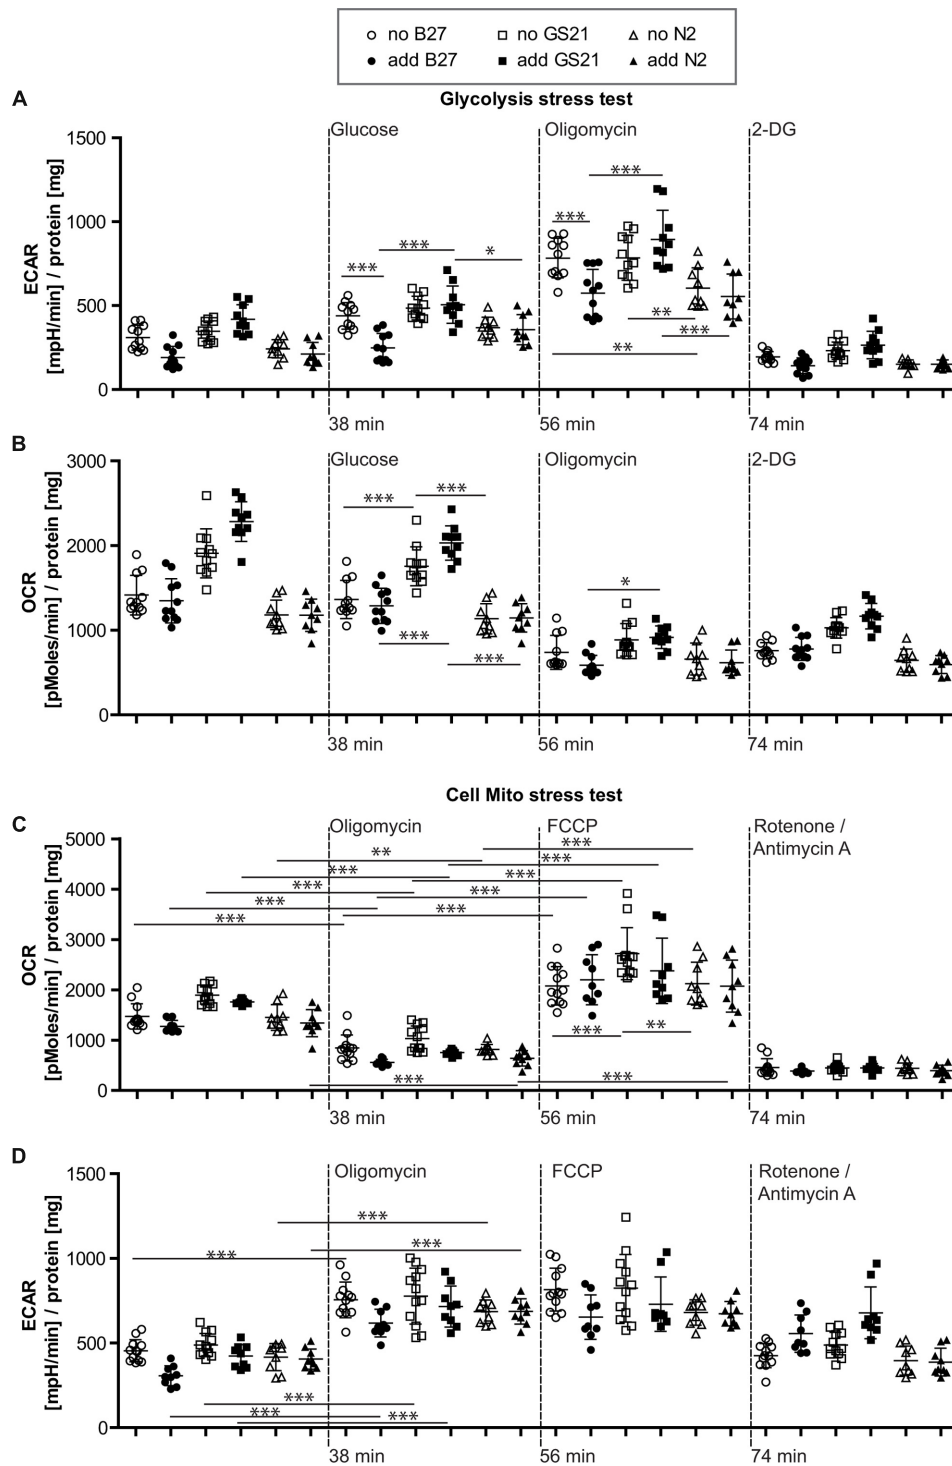 no B27 no GS21 no N2
add B27 add GS21 add N2
A
Glycolysis stress test
Glucose Oligomycin 2-DG
ECAR
[mpH/min] / protein [mg]
1500
1000
500
0
*** *** *
*** ***
**
***
**
38 min 56 min 74 min
B
Glucose Oligomycin 2-DG
OCR
[pMoles/min] / protein [mg]
3000
2000
1000
0
*** ***
*** ***
*
38 min 56 min 74 min
Cell Mito stress test
C
Oligomycin FCCP Rotenone /
Antimycin A
OCR
[pMoles/min] / protein [mg]
5000
4000
3000
2000
1000
0
** ***
*** ***
*** ***
*** ***
*** ***
*** **
*** ***
38 min 56 min 74 min
D
Oligomycin FCCP Rotenone /
Antimycin A
ECAR
[mpH/min] / protein [mg]
1500
1000
500
0
***
***
***
***
*** ***
38 min 56 min 74 min